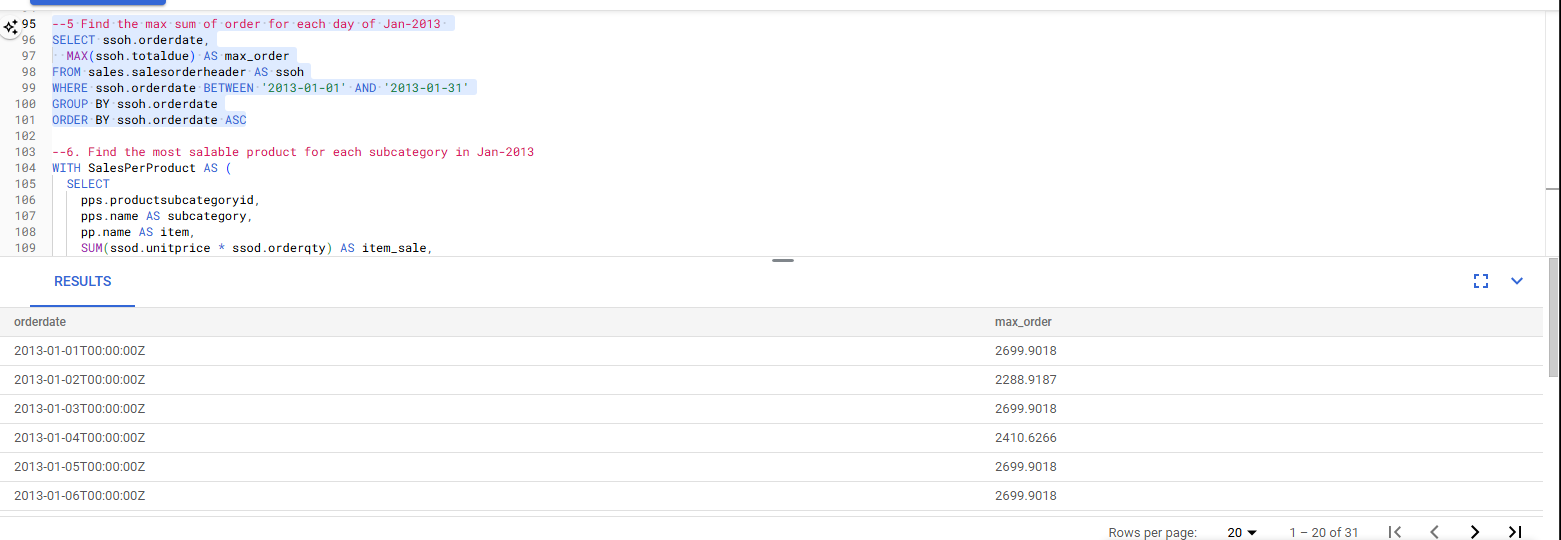 95 --5 Find the max sum of order for each day of Jan-2013
96 SELECT ssoh.orderdate,
97 MAX(ssoh.totaldue) AS max_order
98 FROM sales.salesorderheader AS ssoh
99 WHERE ssoh.orderdate BETWEEN '2013-01-01' AND '2013-01-31'
100 GROUP BY ssoh.orderdate
101 ORDER BY ssoh.orderdate ASC
102
103 --6. Find the most salable product for each subcategory in Jan-2013
104 WITH SalesPerProduct AS (
105 SELECT
106 pps.productsubcategoryid,
107 pps.name AS subcategory,
108 pp.name AS item,
109 SUM(ssod.unitprice * ssod.orderqty) AS item_sale,
RESULTS
orderdate max_order
2013-01-01T00:00:00Z 2699.9018
2013-01-02T00:00:00Z 2288.9187
2013-01-03T00:00:00Z 2699.9018
2013-01-04T00:00:00Z 2410.6266
2013-01-05T00:00:00Z 2699.9018
2013-01-06T00:00:00Z 2699.9018
Rows per page: 20 1 – 20 of 31